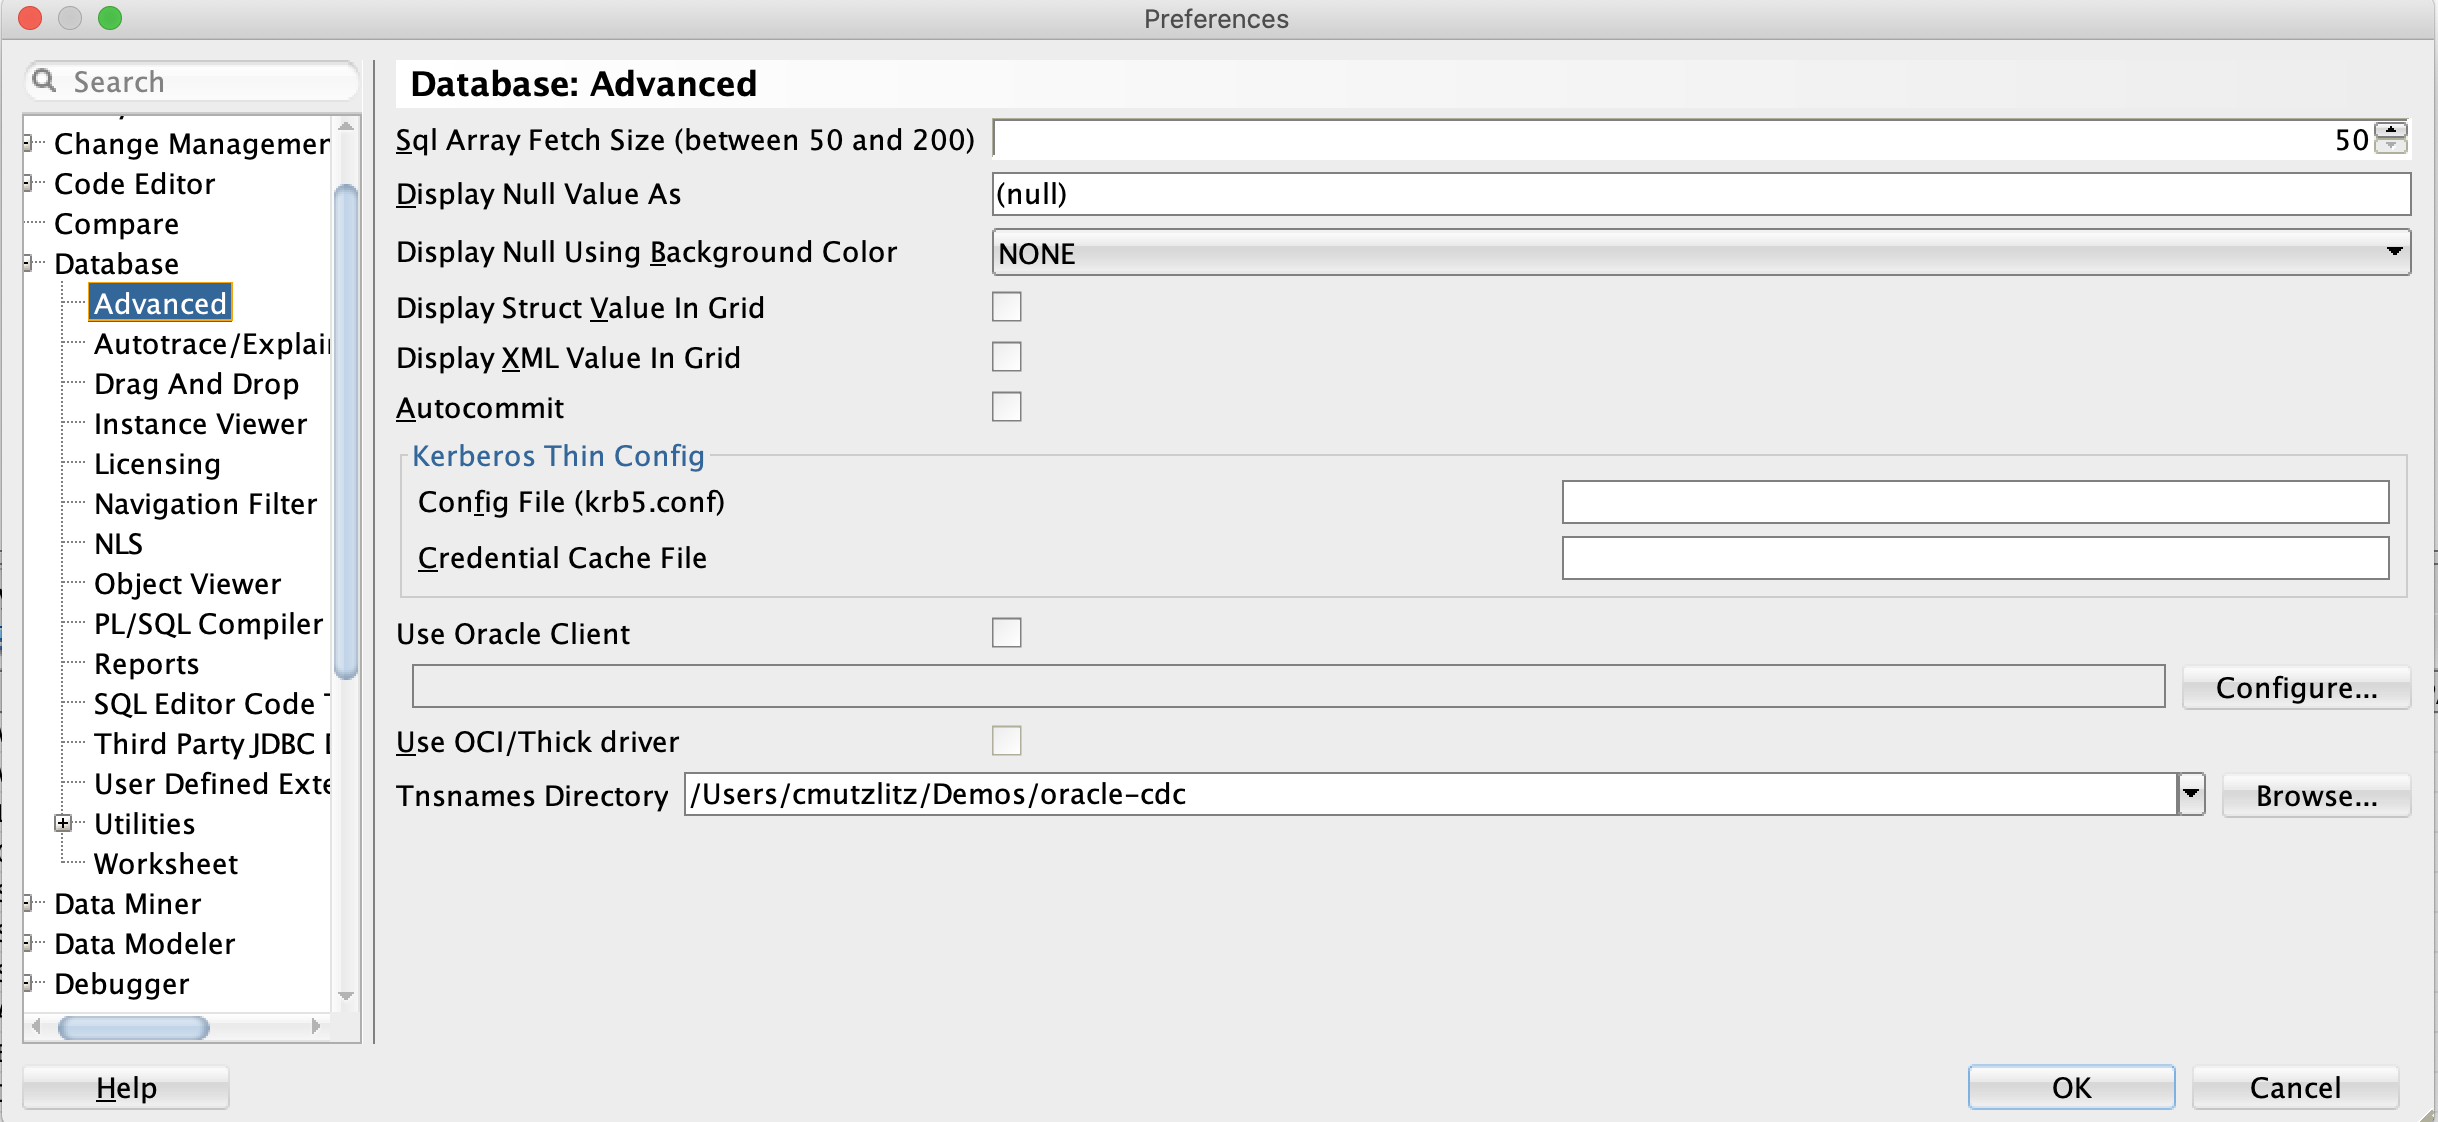 Preferences
Search
Change Managemen
Code Editor
Compare
Database
Advanced
Autotrace/Explai
Drag And Drop
Instance Viewer
Licensing
Navigation Filter
NLS
Object Viewer
PL/SQL Compiler
Reports
SQL Editor Code
Third Party JDBC
User Defined Exte
Utilities
Worksheet
Data Miner
Data Modeler
Debugger
Help
Database: Advanced
Sql Array Fetch Size (between 50 and 200) 50
Display Null Value As (null)
Display Null Using Background Color NONE
Display Struct Value In Grid
Display XML Value In Grid
Autocommit
Kerberos Thin Config
Config File (krb5.conf)
Credential Cache File
Use Oracle Client
Configure...
Use OCI/Thick driver
Tnsnames Directory /Users/cmutzlitz/Demos/oracle-cdc Browse...
OK Cancel